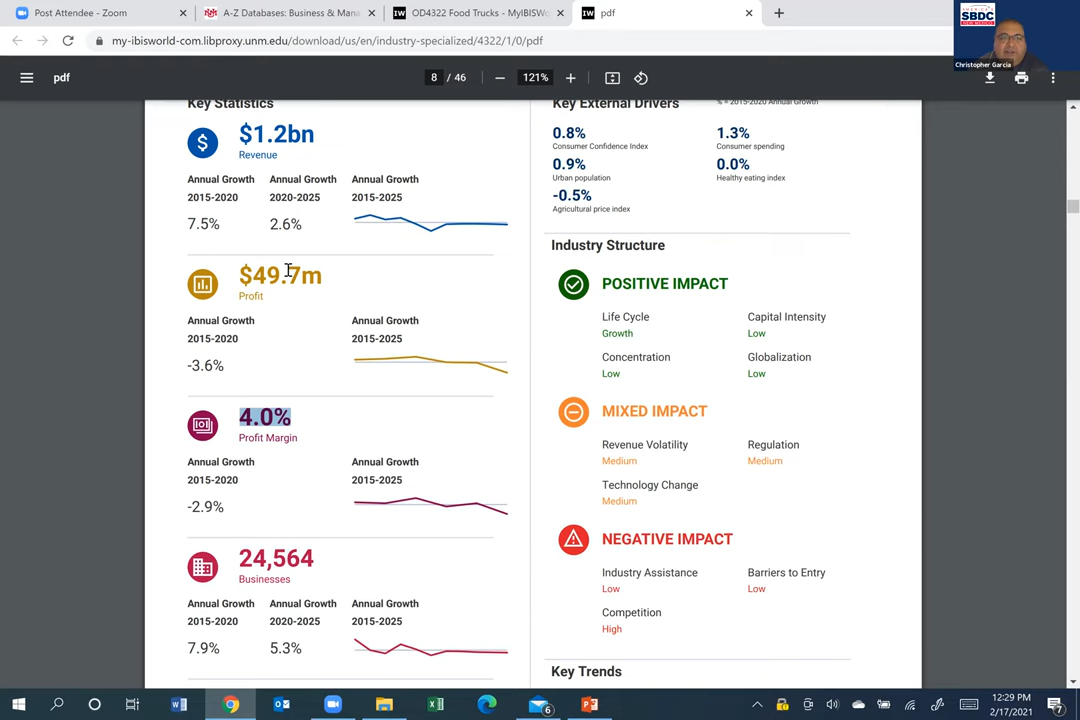 Post Attendee - Zoom
A-Z Databases: Business & Mana
OD4322 Food Trucks - MyIBISWo
pdf
my-ibisworld-com.libproxy.unm.edu/download/us/en/industry-specialized/4322/1/0/pdf
AMERICA'S
SBDC
NEW MEXICO
Christopher Garcia
pdf
8 / 46
121%
Key Statistics
$1.2bn
Revenue
Annual Growth Annual Growth Annual Growth
2015-2020 2020-2025 2015-2025
7.5% 2.6%
$49.7m
Profit
Annual Growth Annual Growth
2015-2020 2015-2025
-3.6%
4.0%
Profit Margin
Annual Growth Annual Growth
2015-2020 2015-2025
-2.9%
24,564
Businesses
Annual Growth Annual Growth Annual Growth
2015-2020 2020-2025 2015-2025
7.9% 5.3%
Key External Drivers % = 2015-2020 Annual Growth
0.8% 1.3%
Consumer Confidence Index Consumer spending
0.9% 0.0%
Urban population Healthy eating index
-0.5%
Agricultural price index
Industry Structure
POSITIVE IMPACT
Life Cycle Capital Intensity
Growth Low
Concentration Globalization
Low Low
MIXED IMPACT
Revenue Volatility Regulation
Medium Medium
Technology Change
Medium
NEGATIVE IMPACT
Industry Assistance Barriers to Entry
Low Low
Competition
High
Key Trends
12:29 PM
2/17/2021
6
7